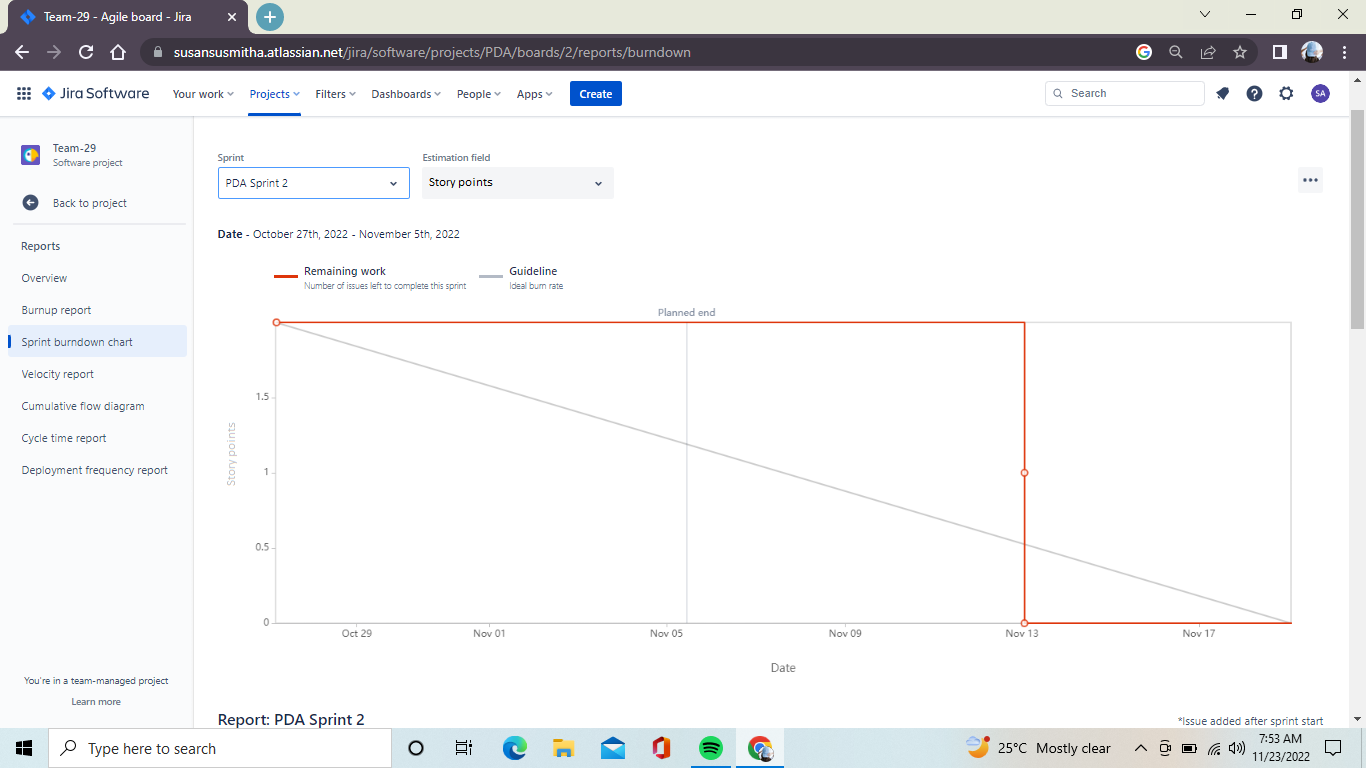 Team-29 - Agile board - Jira
susansusmitha.atlassian.net/jira/software/projects/PDA/boards/2/reports/burndown
Jira Software
Your work
Projects
Filters
Dashboards
People
Apps
Create
Search
SA
Team-29
Software project
Back to project
Reports
Overview
Burnup report
Sprint burndown chart
Velocity report
Cumulative flow diagram
Cycle time report
Deployment frequency report
You're in a team-managed project
Learn more
Sprint
Estimation field
PDA Sprint 2
Story points
Date - October 27th, 2022 - November 5th, 2022
Remaining work
Number of issues left to complete this sprint
Guideline
Ideal burn rate
Planned end
1.5
1
0.5
0
Story points
Oct 29
Nov 01
Nov 05
Nov 09
Nov 13
Nov 17
Date
Report: PDA Sprint 2
*Issue added after sprint start
Type here to search
25°C Mostly clear
7:53 AM
11/23/2022